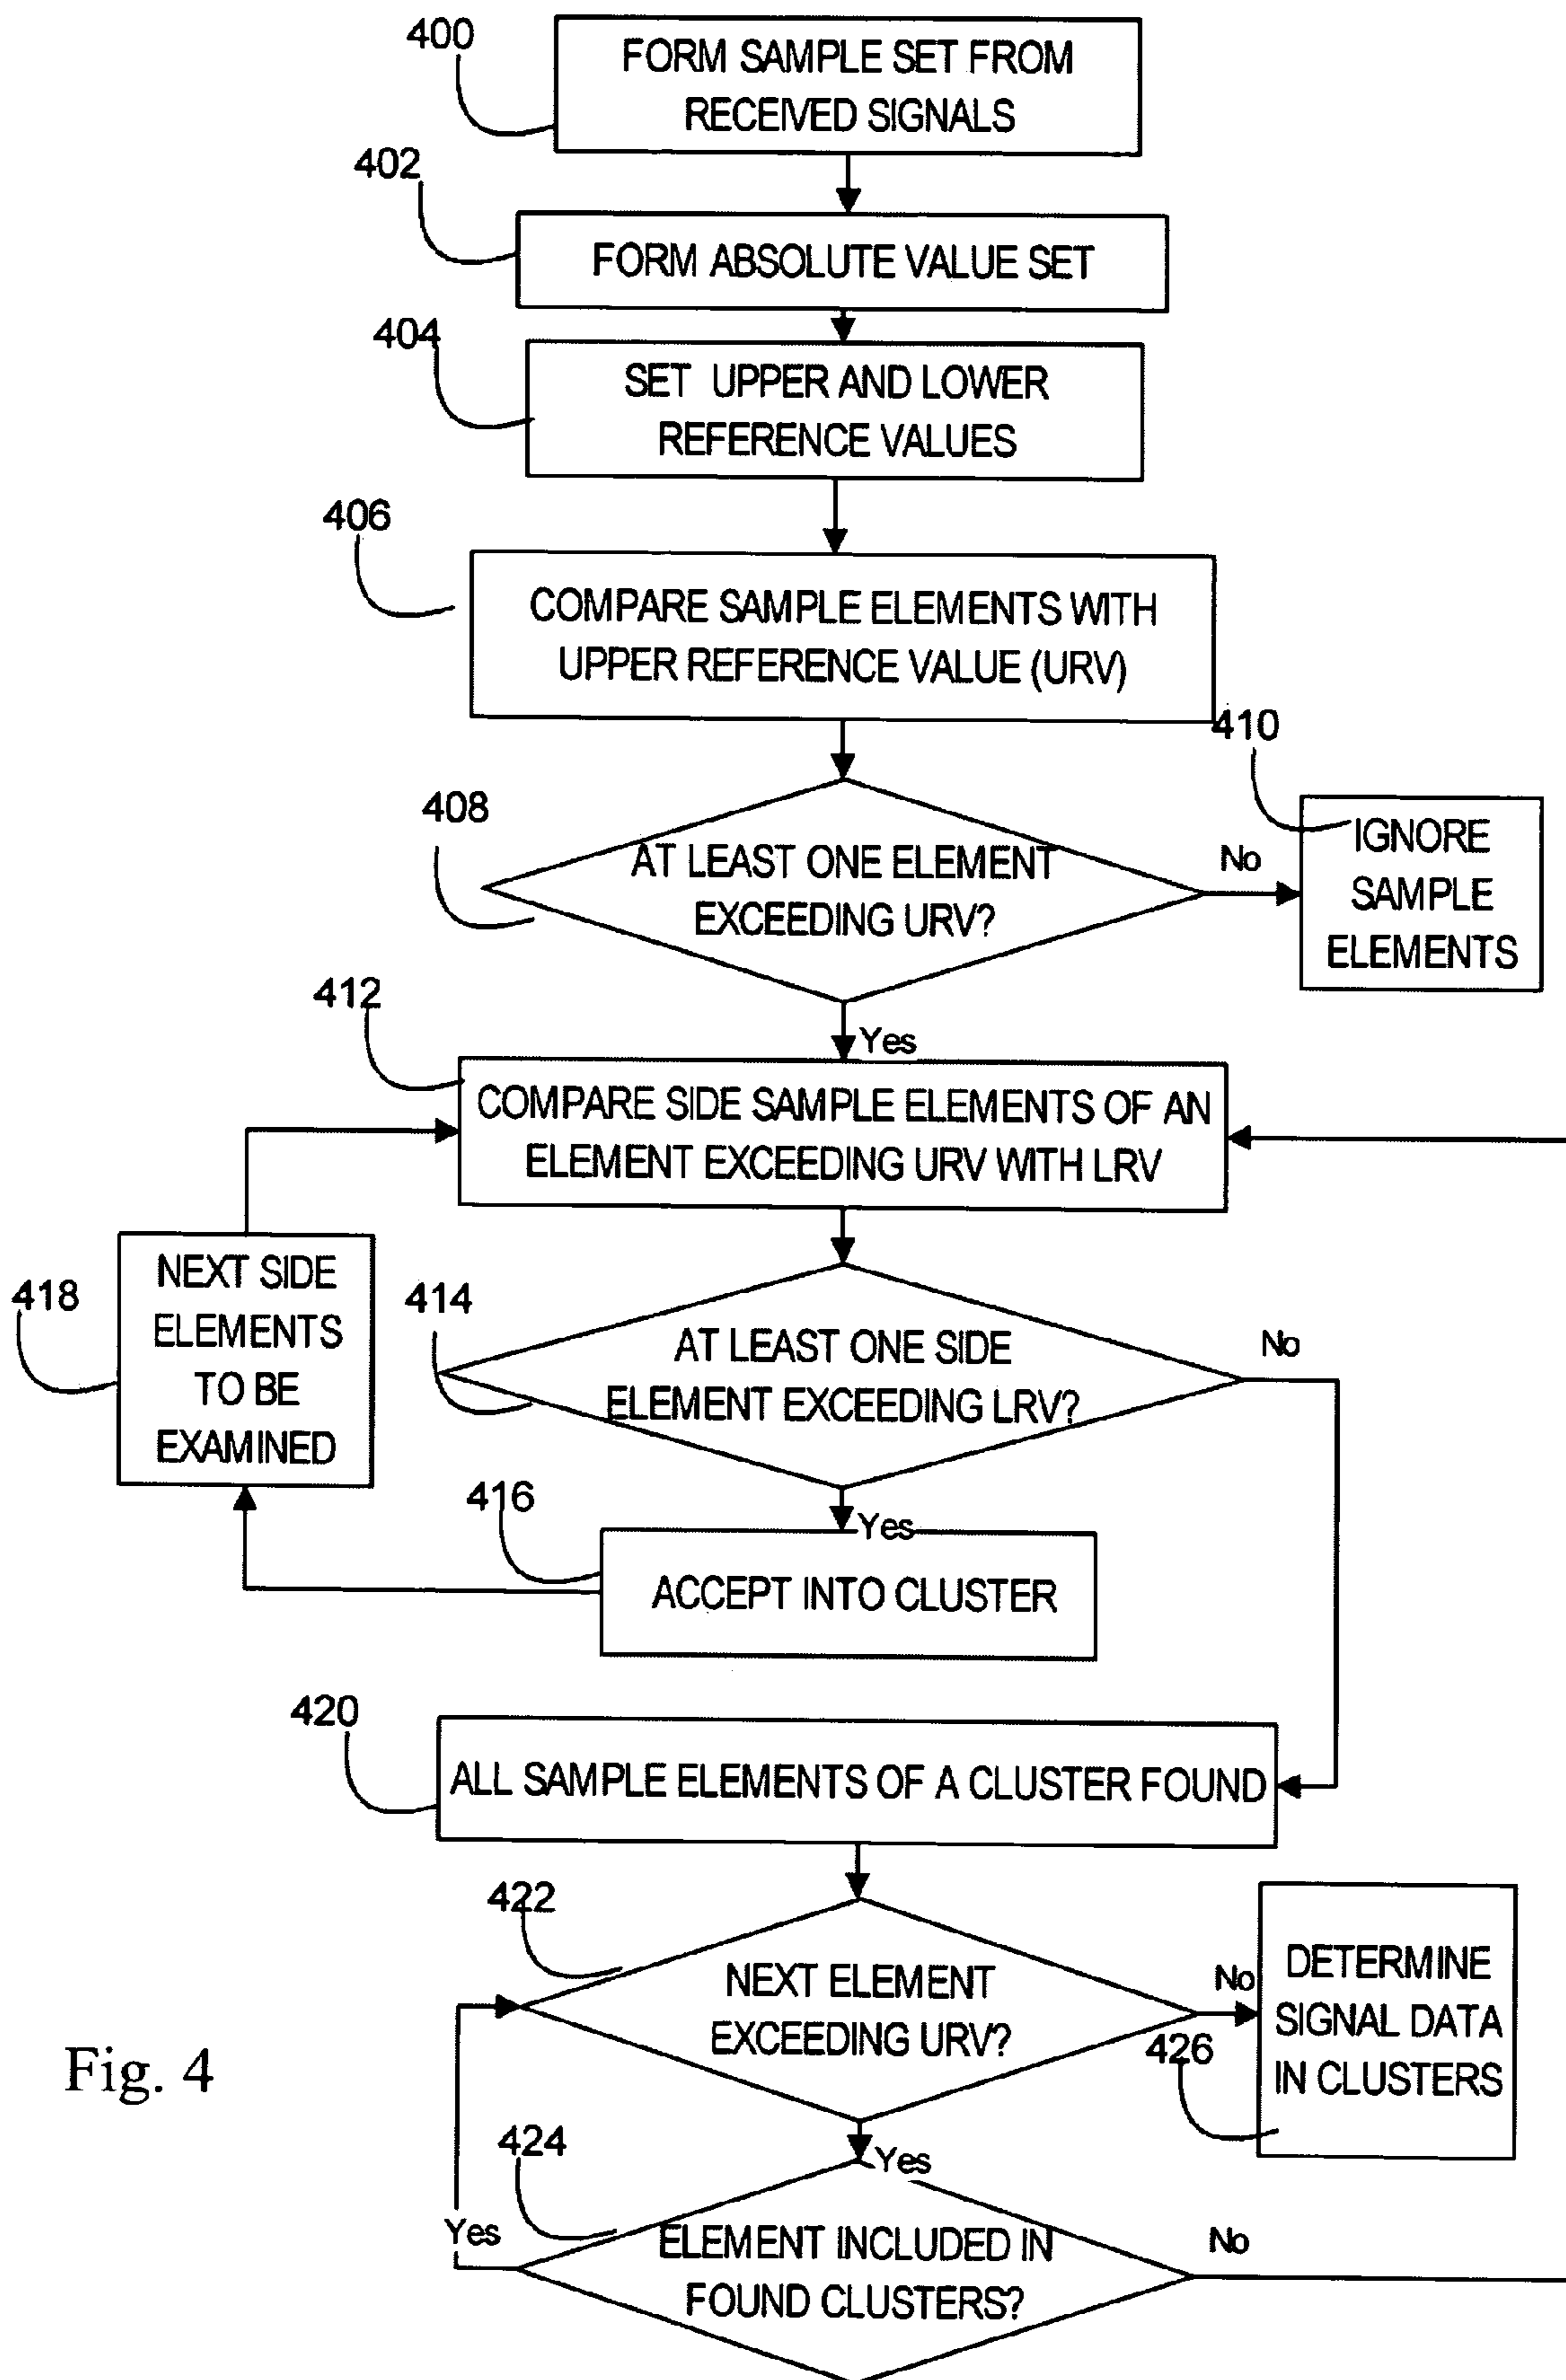 400
FORM SAMPLE SET FROM
RECEIVED SIGNALS
402
FORM ABSOLUTE VALUE SET
404
SET UPPER AND LOWER
REFERENCE VALUES
406
COMPARE SAMPLE ELEMENTS WITH
UPPER REFERENCE VALUE (URV)
408
AT LEAST ONE ELEMENT
EXCEEDING URV?
No
410
IGNORE
SAMPLE
ELEMENTS
Yes
412
COMPARE SIDE SAMPLE ELEMENTS OF AN
ELEMENT EXCEEDING URV WITH LRV
414
AT LEAST ONE SIDE
ELEMENT EXCEEDING LRV?
No
Yes
416
ACCEPT INTO CLUSTER
418
NEXT SIDE
ELEMENTS
TO BE
EXAMINED
420
ALL SAMPLE ELEMENTS OF A CLUSTER FOUND
422
NEXT ELEMENT
EXCEEDING URV?
No
426
DETERMINE
SIGNAL DATA
IN CLUSTERS
Yes
424
ELEMENT INCLUDED IN
FOUND CLUSTERS?
Yes
No
Fig. 4